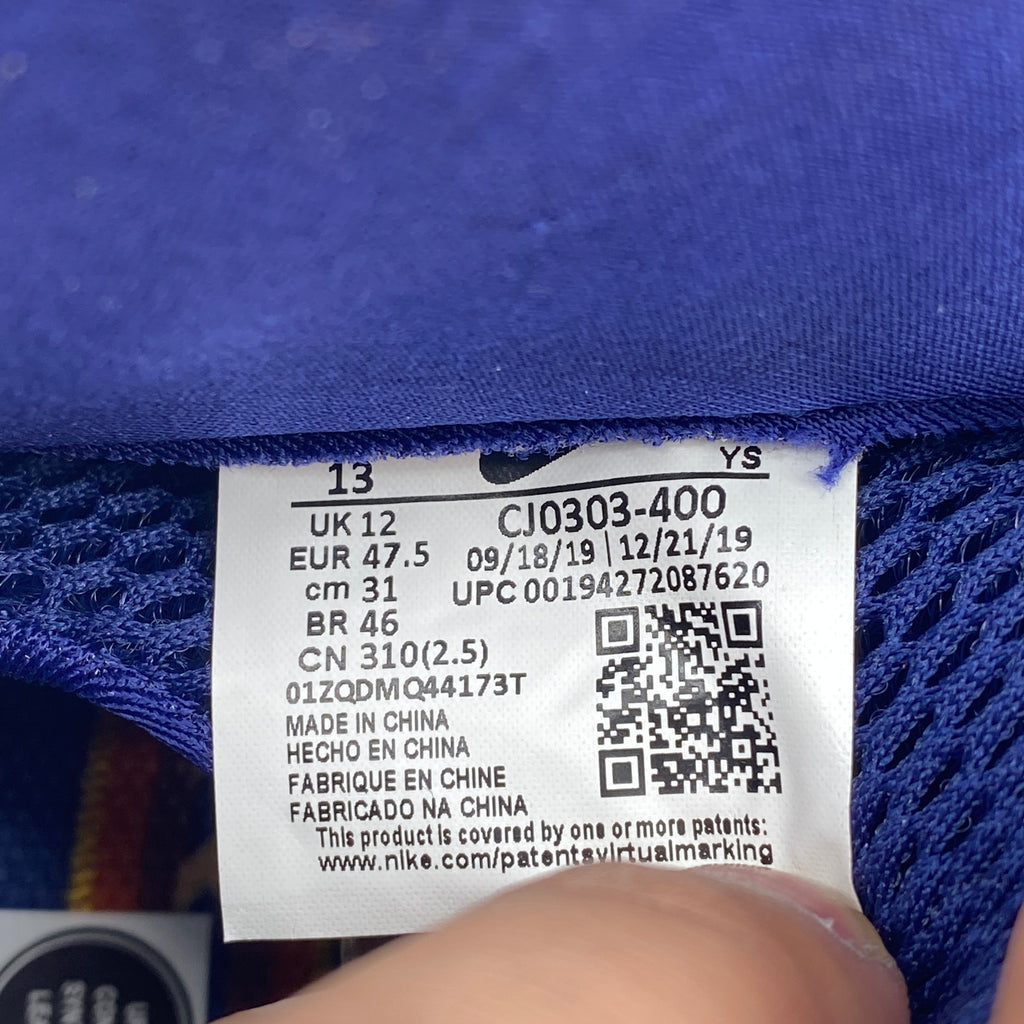 13
YS
UK 12
CJ0303-400
EUR 47.5
09/18/19 | 12/21/19
cm 31
UPC 00194272087620
BR 46
CN 310(2.5)
01ZQDMQ44173T
MADE IN CHINA
HECHO EN CHINA
FABRIQUE EN CHINE
FABRICADO NA CHINA
This product is covered by one or more patents:
www.nike.com/patentsvirtualmarking